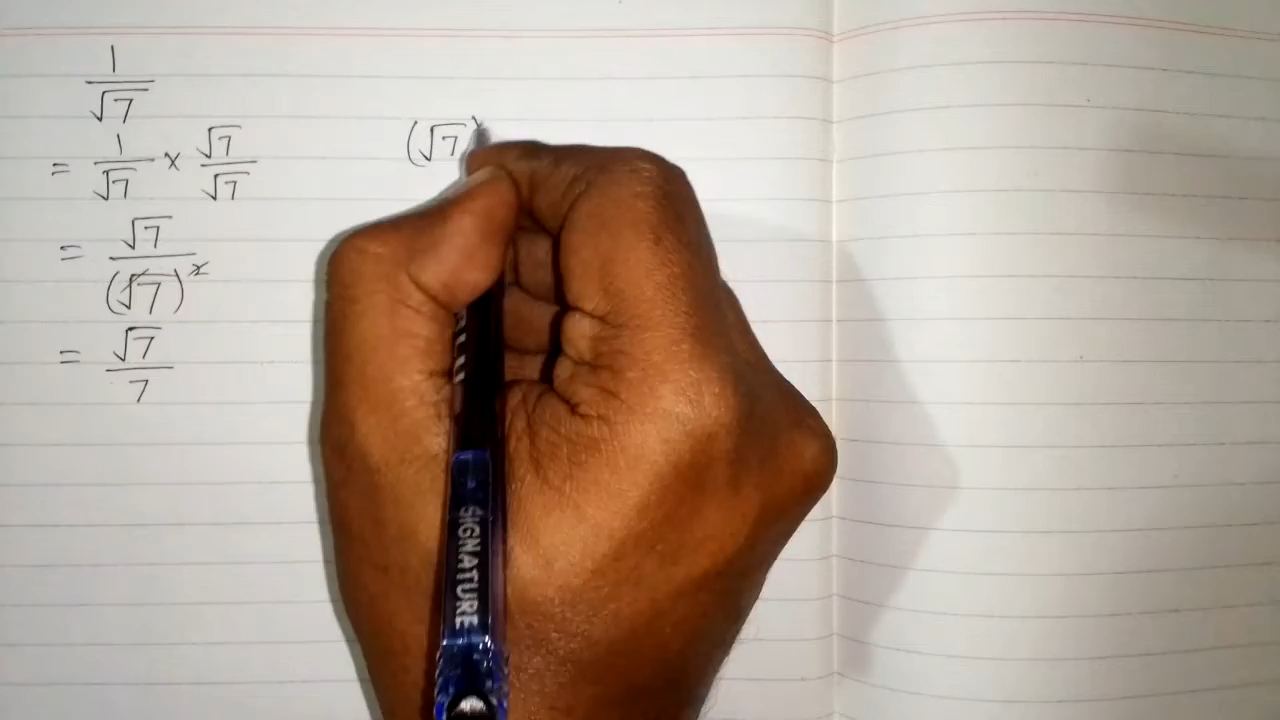 1/√7
= 1/√7 × √7/√7
(√7)
= √7/(√7)²
= √7/7
SIGNATURE